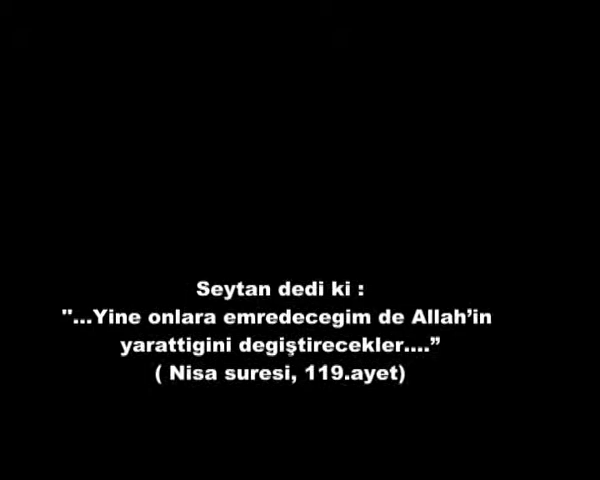 Seytan dedi ki :
"...Yine onlara emredecegim de Allah’in
yarattigini degiştirecekler....”
( Nisa suresi, 119.ayet)